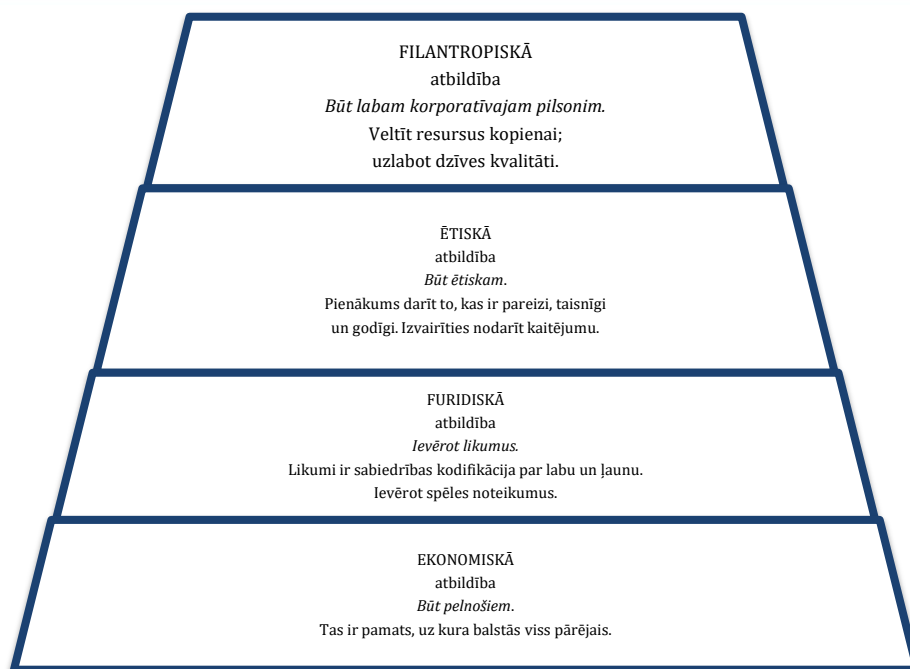 FILANTROPISKĀ
atbildība
Būt labam korporatīvajam pilsonim.
Veltīt resursus kopienai;
uzlabot dzīves kvalitāti.
ĒTISKĀ
atbildība
Būt ētiskam.
Pienākums darīt to, kas ir pareizi, taisnīgi
un godīgi. Izvairīties nodarīt kaitējumu.
FURIDISKĀ
atbildība
Ievērot likumus.
Likumi ir sabiedrības kodifikācija par labu un ļaunu.
Ievērot spēles noteikumus.
EKONOMISKĀ
atbildība
Būt pelnošiem.
Tas ir pamats, uz kura balstās viss pārējais.